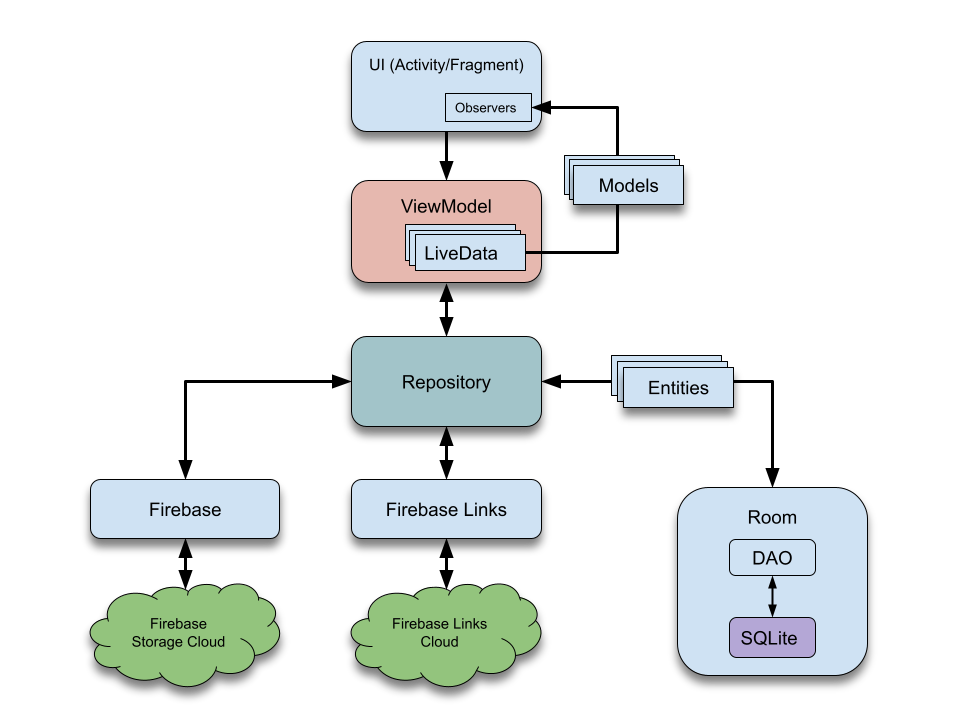 UI (Activity/Fragment)
Observers
Models
ViewModel
LiveData
Repository
Entities
Firebase
Firebase Links
Room
DAO
SQLite
Firebase
Storage Cloud
Firebase Links
Cloud